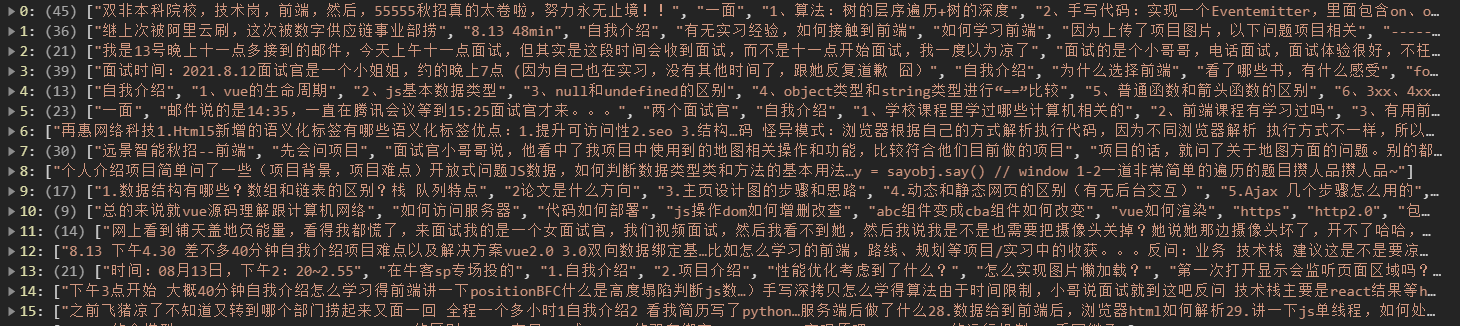 0: (45) ["双非本科院校，技术岗，前端，然后，55555秋招真的太卷啦，努力永无止境！！", "一面", "1、算法：树的层序遍历+树的深度", "2、手写代码：实现一个Eventemitter，里面包含on、o…
1: (36) ["继上次被阿里云刷，这次被数字供应链事业部捞", "8.13 48min", "自我介绍", "有无实习经验，如何接触到前端", "如何学习前端", "因为上传了项目图片，以下问题项目相关", "-----…
2: (21) ["我是13号晚上十一点多接到的邮件，今天上午十一点面试，但其实是这段时间会收到面试，而不是十一点开始面试，我一度以为凉了", "面试的是个小哥哥，电话面试，面试体验很好，不枉…
3: (39) ["面试时间：2021.8.12面试官是一个小姐姐，约的晚上7点 (因为自己也在实习，没有其他时间了，跟她反复道歉 囧)", "自我介绍", "为什么选择前端", "看了哪些书，有什么感受", "fo…
4: (13) ["自我介绍", "1、vue的生命周期", "2、js基本数据类型", "3、null和undefined的区别", "4、object类型和string类型进行“==”比较", "5、普通函数和箭头函数的区别", "6、3xx、4xx…
5: (23) ["一面", "邮件说的是14:35，一直在腾讯会议等到15:25面试官才来。。。", "两个面试官", "自我介绍", "1、学校课程里学过哪些计算机相关的", "2、前端课程有学习过吗", "3、有用前…
6: ["再惠网络科技1.Html5新增的语义化标签有哪些语义化标签优点：1.提升可访问性2.seo 3.结构…码 怪异模式：浏览器根据自己的方式解析执行代码，因为不同浏览器解析 执行方式不一样，所以…
7: (30) ["远景智能秋招--前端", "先会问项目", "面试官小哥哥说，他看中了我项目中使用到的地图相关操作和功能，比较符合他们目前做的项目", "项目的话，就问了关于地图方面的问题。别的都…
8: ["个人介绍项目简单问了一些（项目背景，项目难点）开放式问题JS数据，如何判断数据类型类和方法的基本用法…y = sayobj.say() // window 1-2一道非常简单的遍历的题目攒人品攒人品~"]
9: (17) ["1.数据结构有哪些？数组和链表的区别？栈 队列特点", "2论文是什么方向", "3.主页设计图的步骤和思路", "4.动态和静态网页的区别（有无后台交互）", "5.Ajax 几个步骤怎么用的",…
10: (9) ["总的来说就vue源码理解跟计算机网络", "如何访问服务器", "代码如何部署", "js操作dom如何增删改查", "abc组件变成cba组件如何改变", "vue如何渲染", "https", "http2.0", "包…
11: (14) ["网上看到铺天盖地负能量，看得我都慌了，来面试我的是一个女面试官，我们视频面试，然后我看不到她，然后我说我是不是也需要把摄像头关掉？她说她那边摄像头坏了，开不了哈哈，…
12: ["8.13 下午4.30 差不多40分钟自我介绍项目难点以及解决方案vue2.0 3.0双向数据绑定基…比如怎么学习的前端，路线、规划等项目/实习中的收获。。。反问：业务 技术栈 建议这是不是要凉…
13: (21) ["时间：08月13日，下午2：20~2.55", "在牛客sp专场投的", "1.自我介绍", "2.项目介绍", "性能优化考虑到了什么？", "怎么实现图片懒加载？", "第一次打开显示会监听页面区域吗？…
14: ["下午3点开始 大概40分钟自我介绍怎么学习得前端讲一下positionBFC什么是高度塌陷判断js数…）手写深拷贝怎么学得算法由于时间限制，小哥说面试就到这吧反问 技术栈主要是react结果等h…
15: ["之前飞猪凉了不知道又转到哪个部门捞起来又面一回 全程一个多小时1自我介绍2 看我简历写了python…服务端后做了什么28.数据给到前端后，浏览器html如何解析29.讲一下js单线程，如何处…